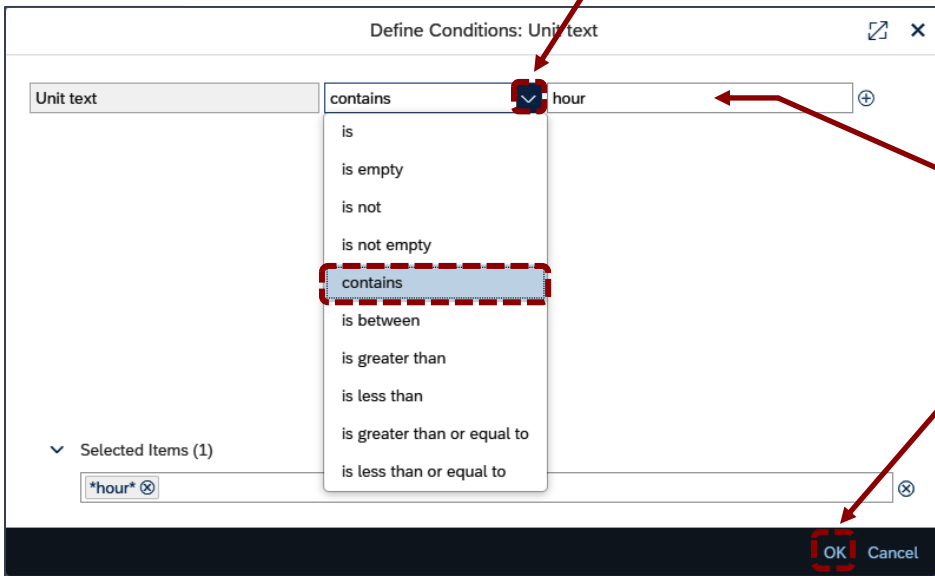 Define Conditions: Unit text
Unit text
contains
hour
is
is empty
is not
is not empty
contains
is between
is greater than
is less than
is greater than or equal to
is less than or equal to
Selected Items (1)
*hour*
OK Cancel